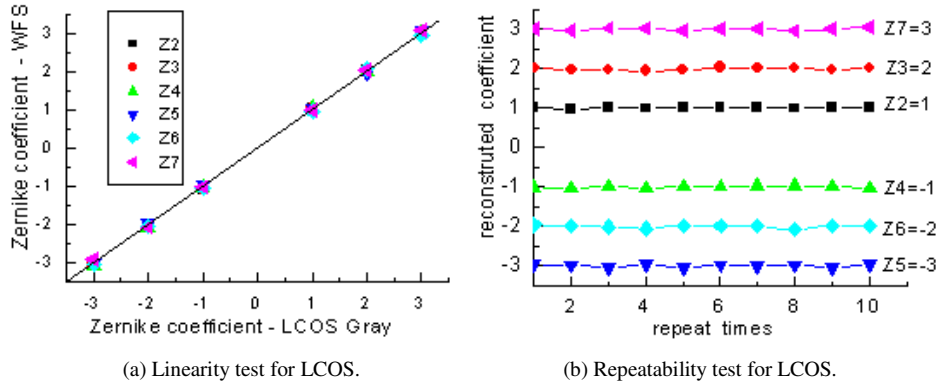 Zernike coefficient - WFS
3
2
1
0
-1
-2
-3
Z2
Z3
Z4
Z5
Z6
Z7
-3 -2 -1 0 1 2 3
Zernike coefficient - LCOS Gray
(a) Linearity test for LCOS.
reconstruted coefficient
3
2
1
0
-1
-2
-3
Z7=3
Z3=2
Z2=1
Z4=-1
Z6=-2
Z5=-3
2 4 6 8 10
repeat times
(b) Repeatability test for LCOS.